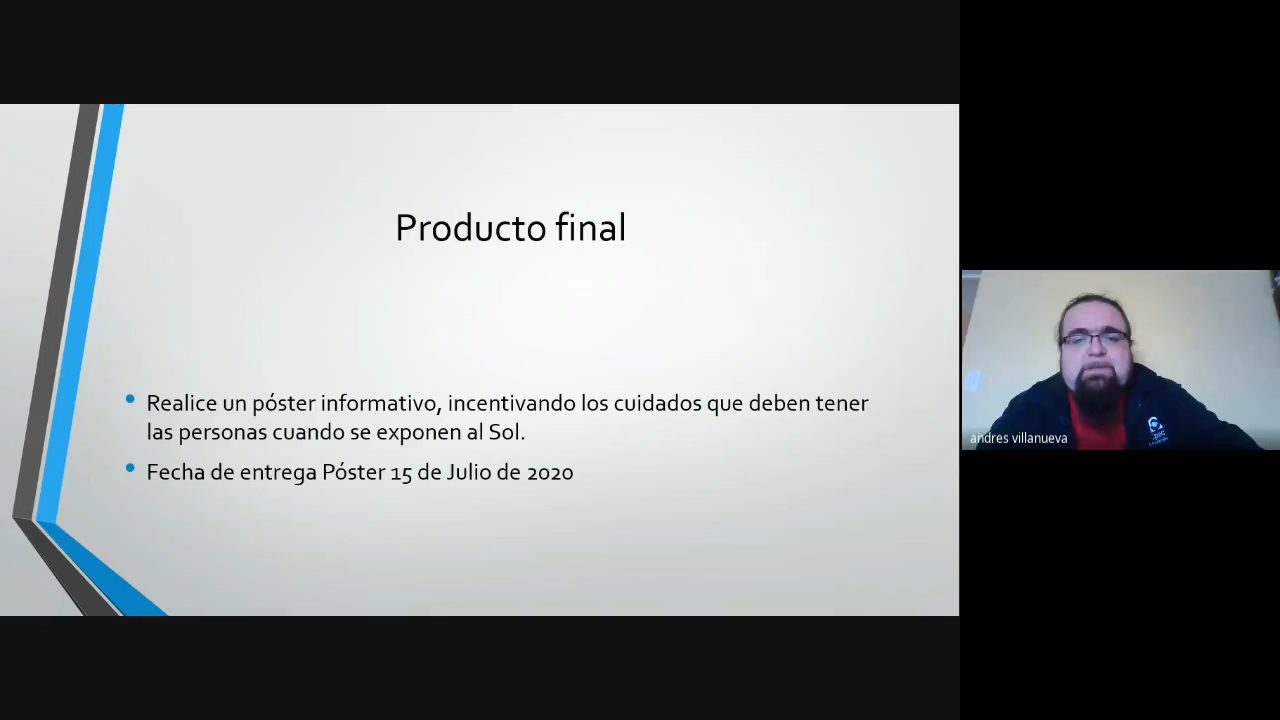 Producto final
• Realice un póster informativo, incentivando los cuidados que deben tener
las personas cuando se exponen al Sol.
• Fecha de entrega Póster 15 de Julio de 2020
andres villanueva